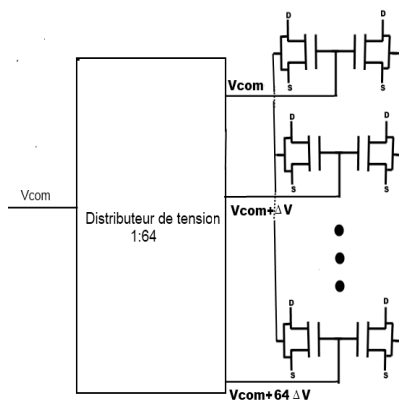 D D
S S
Vcom
D D
S S
Vcom
Vcom+ΔV
Distributeur de tension
1:64
D D
S S
Vcom+64 ΔV